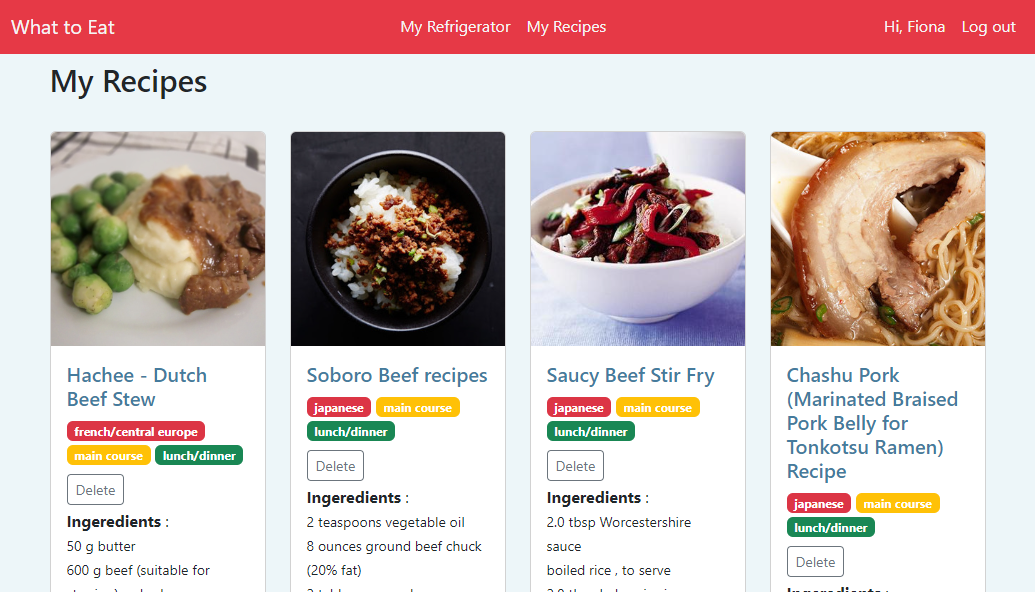 What to Eat
My Refrigerator
My Recipes
Hi, Fiona
Log out
My Recipes
Hachee - Dutch
Beef Stew
french/central europe
main course
lunch/dinner
Delete
Ingeredients :
50 g butter
600 g beef (suitable for
Soboro Beef recipes
japanese
main course
lunch/dinner
Delete
Ingeredients :
2 teaspoons vegetable oil
8 ounces ground beef chuck
(20% fat)
Saucy Beef Stir Fry
japanese
main course
lunch/dinner
Delete
Ingeredients :
2.0 tbsp Worcestershire
sauce
boiled rice , to serve
Chashu Pork
(Marinated Braised
Pork Belly for
Tonkotsu Ramen)
Recipe
japanese
main course
lunch/dinner
Delete